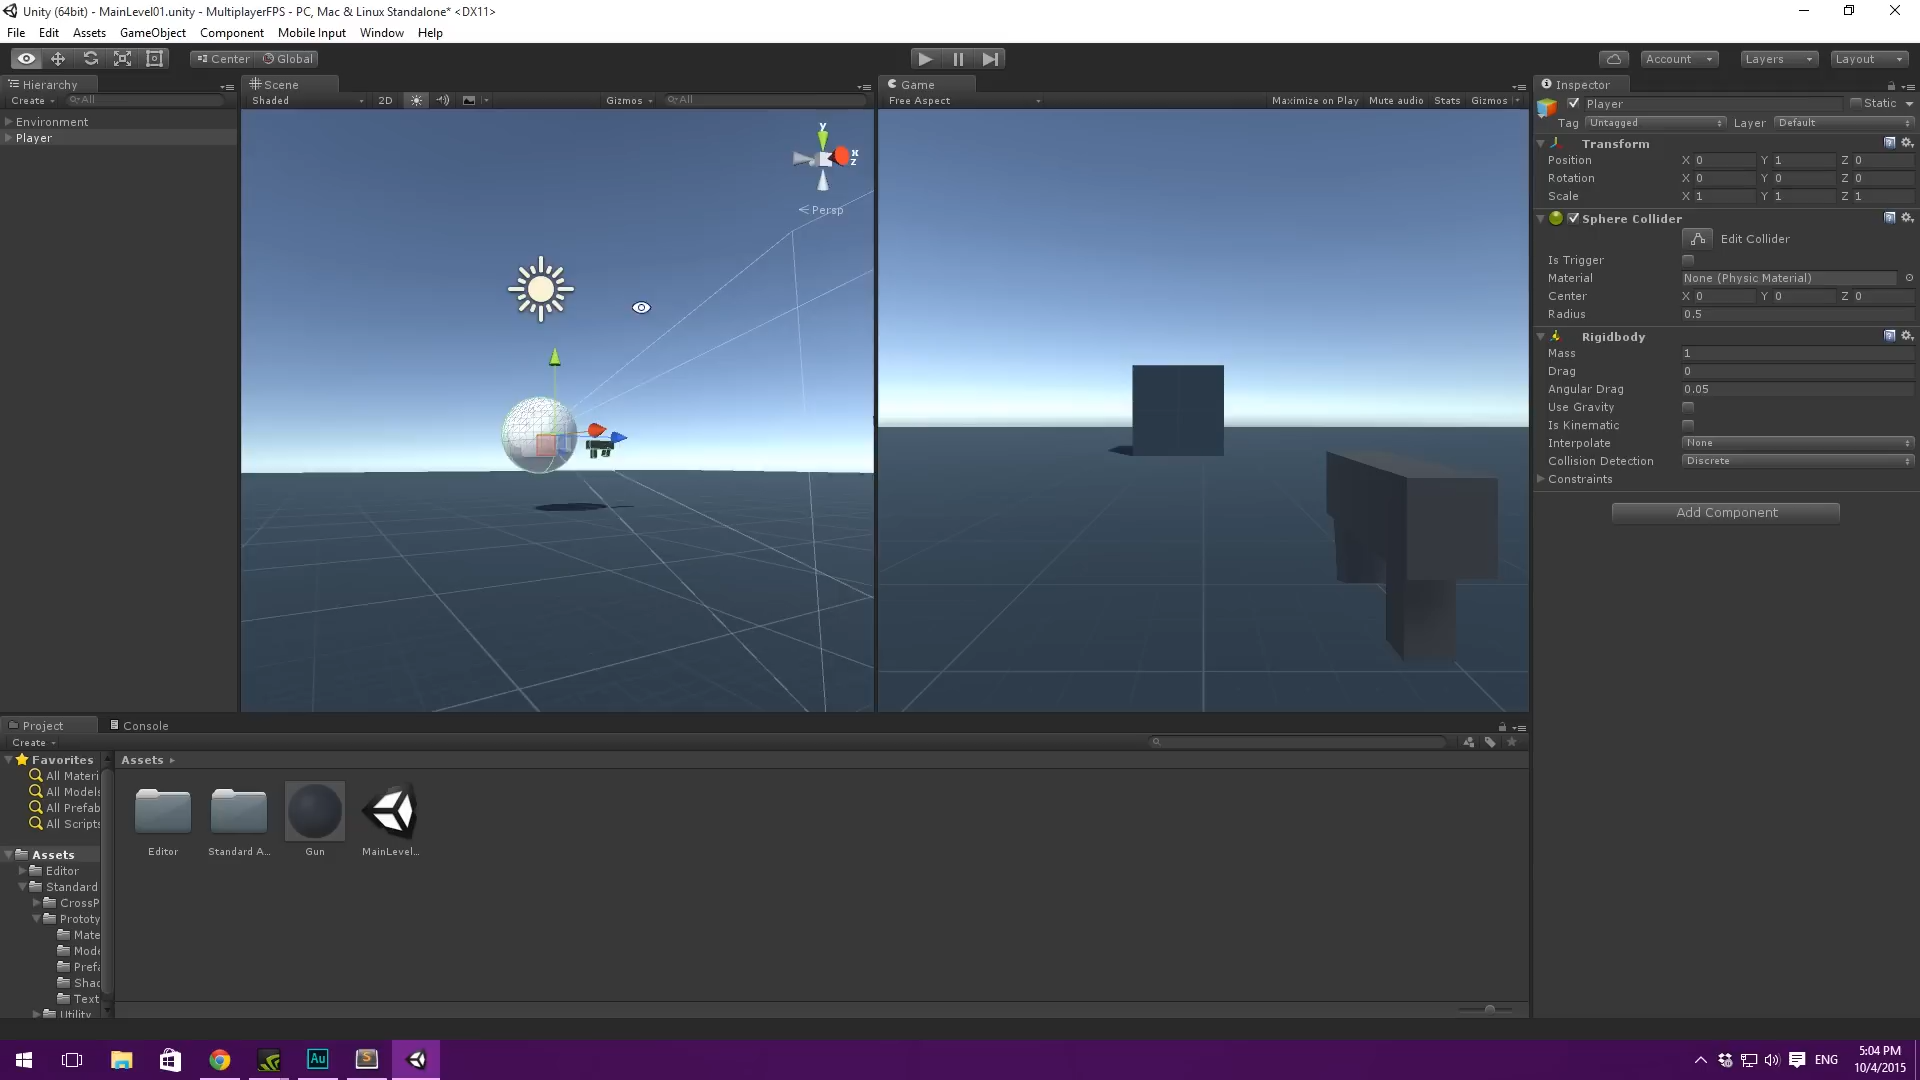 Unity (64bit) - MainLevel01.unity - MultiplayerFPS - PC, Mac & Linux Standalone* <DX11>
File Edit Assets GameObject Component Mobile Input Window Help
Center Global Account Layers Layout
Hierarchy
Create All
Environment
Player
Scene
Shaded 2D Gizmos All
y
x
z
Persp
Game
Free Aspect Maximize on Play Mute audio Stats Gizmos
Inspector
Player Static
Tag Untagged Layer Default
Transform
Position X 0 Y 1 Z 0
Rotation X 0 Y 0 Z 0
Scale X 1 Y 1 Z 1
Sphere Collider
Edit Collider
Is Trigger
Material None (Physic Material)
Center X 0 Y 0 Z 0
Radius 0.5
Rigidbody
Mass 1
Drag 0
Angular Drag 0.05
Use Gravity
Is Kinematic
Interpolate None
Collision Detection Discrete
Constraints
Add Component
Project Console
Create
Favorites
All Materi
All Models
All Prefab
All Scripts
Assets
Editor
Standard
CrossP
Prototy
Mate
Mode
Prefa
Shad
Text
Utility
Assets
Editor Standard A... Gun MainLevel...
Au S ENG
5:04 PM
10/4/2015